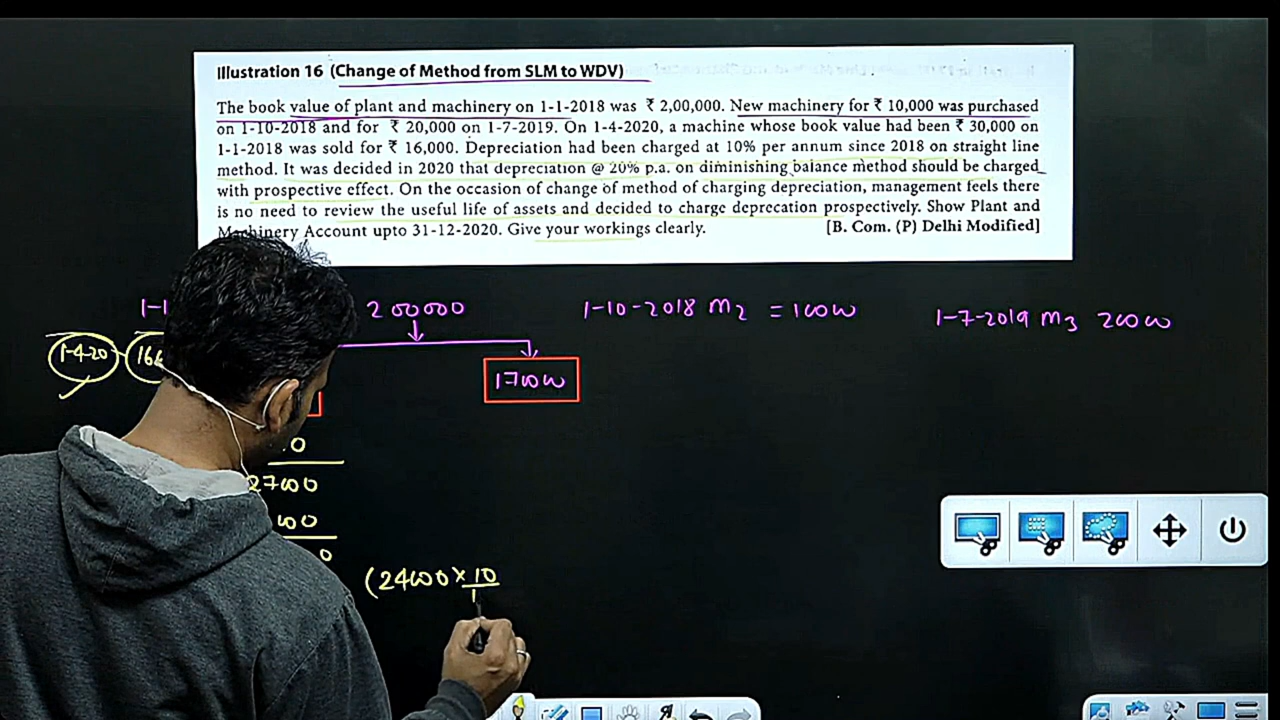 Illustration 16 (Change of Method from SLM to WDV)
The book value of plant and machinery on 1-1-2018 was ₹ 2,00,000. New machinery for ₹ 10,000 was purchased
on 1-10-2018 and for ₹ 20,000 on 1-7-2019. On 1-4-2020, a machine whose book value had been ₹ 30,000 on
1-1-2018 was sold for ₹ 16,000. Depreciation had been charged at 10% per annum since 2018 on straight line
method. It was decided in 2020 that depreciation @ 20% p.a. on diminishing balance method should be charged
with prospective effect. On the occasion of change of method of charging depreciation, management feels there
is no need to review the useful life of assets and decided to charge deprecation prospectively. Show Plant and
Machinery Account upto 31-12-2020. Give your workings clearly. [B. Com. (P) Delhi Modified]
1-1 200000 1-10-2018 M2 = 10000 1-7-2019 M3 20000
1-4-20 16 170000
0
27000
00
0
(24000 × 10
1